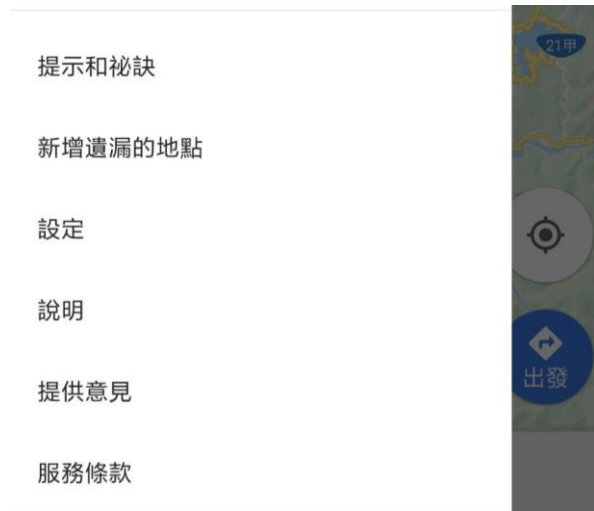 提示和祕訣
21甲
新增遺漏的地點
設定
說明
出發
提供意見
服務條款